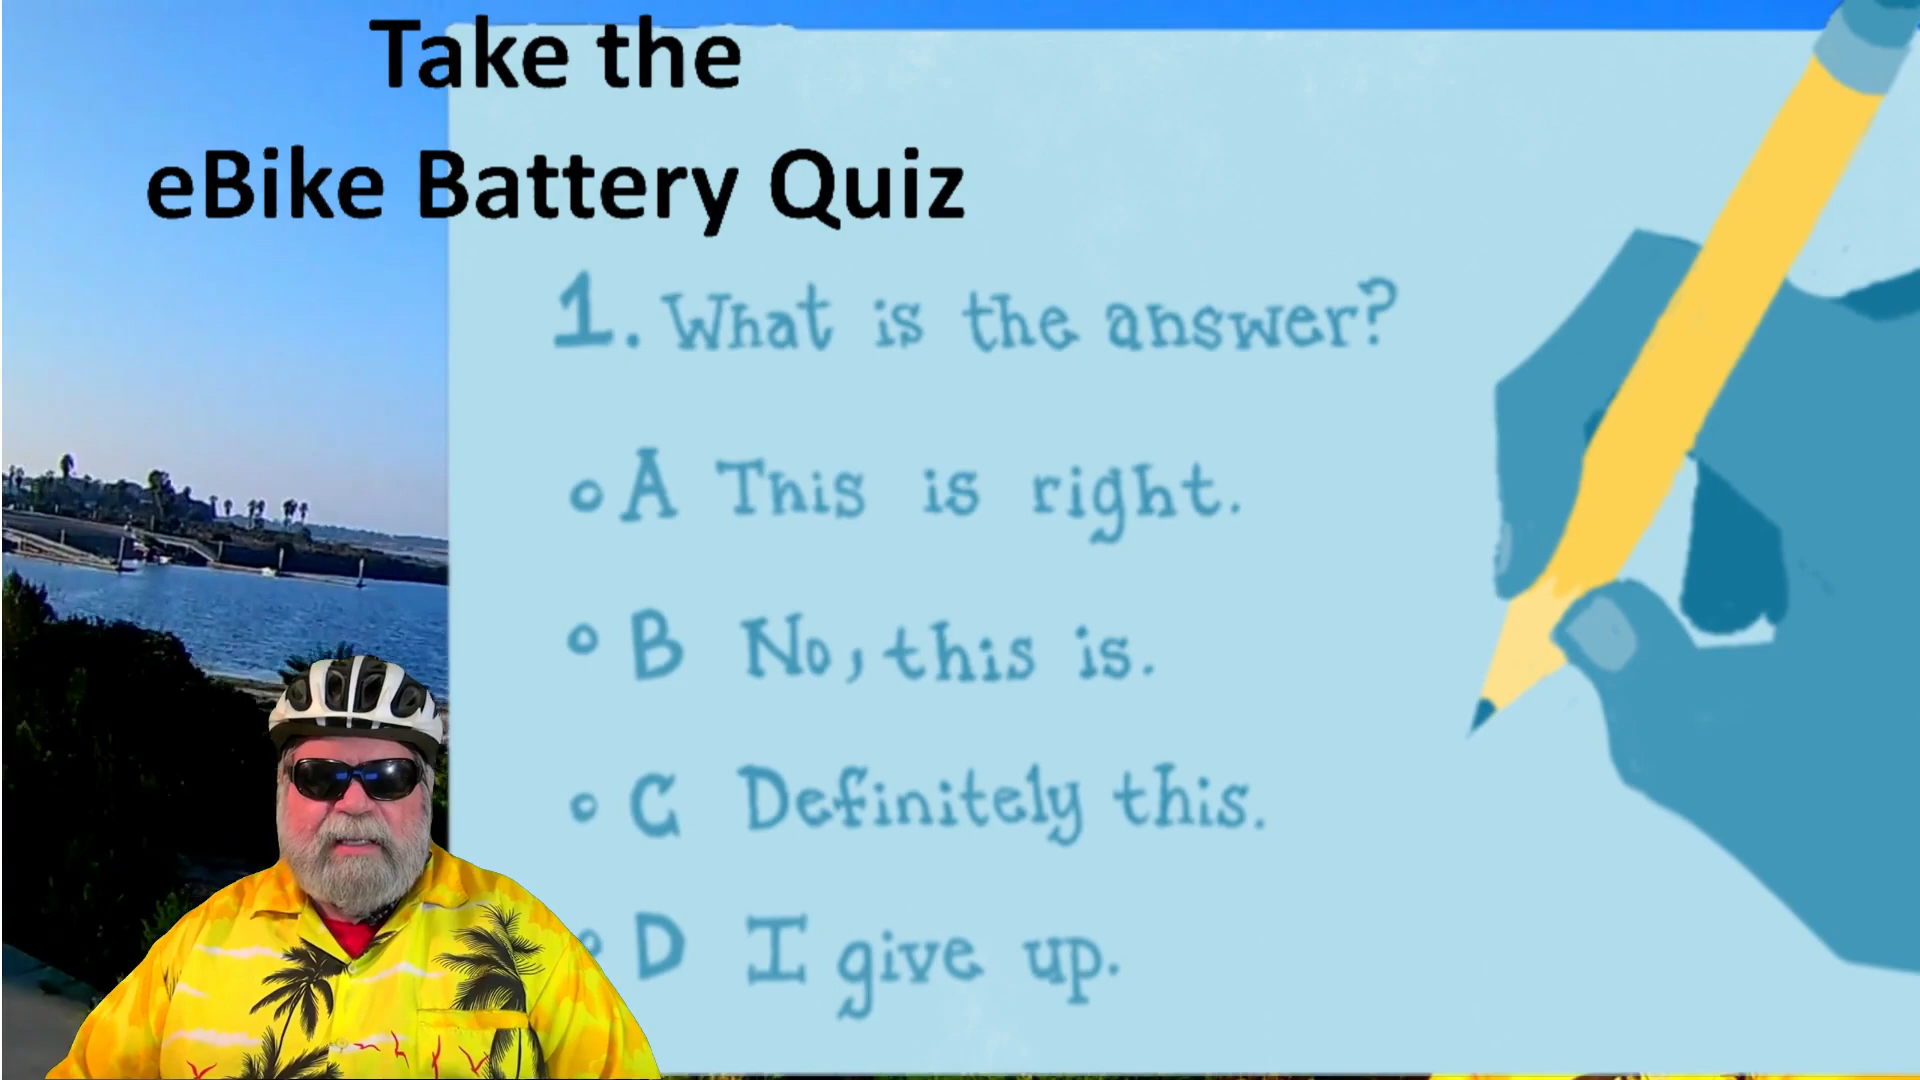 Take the
eBike Battery Quiz
1. What is the answer?
A This is right.
B No, this is.
C Definitely this.
D I give up.